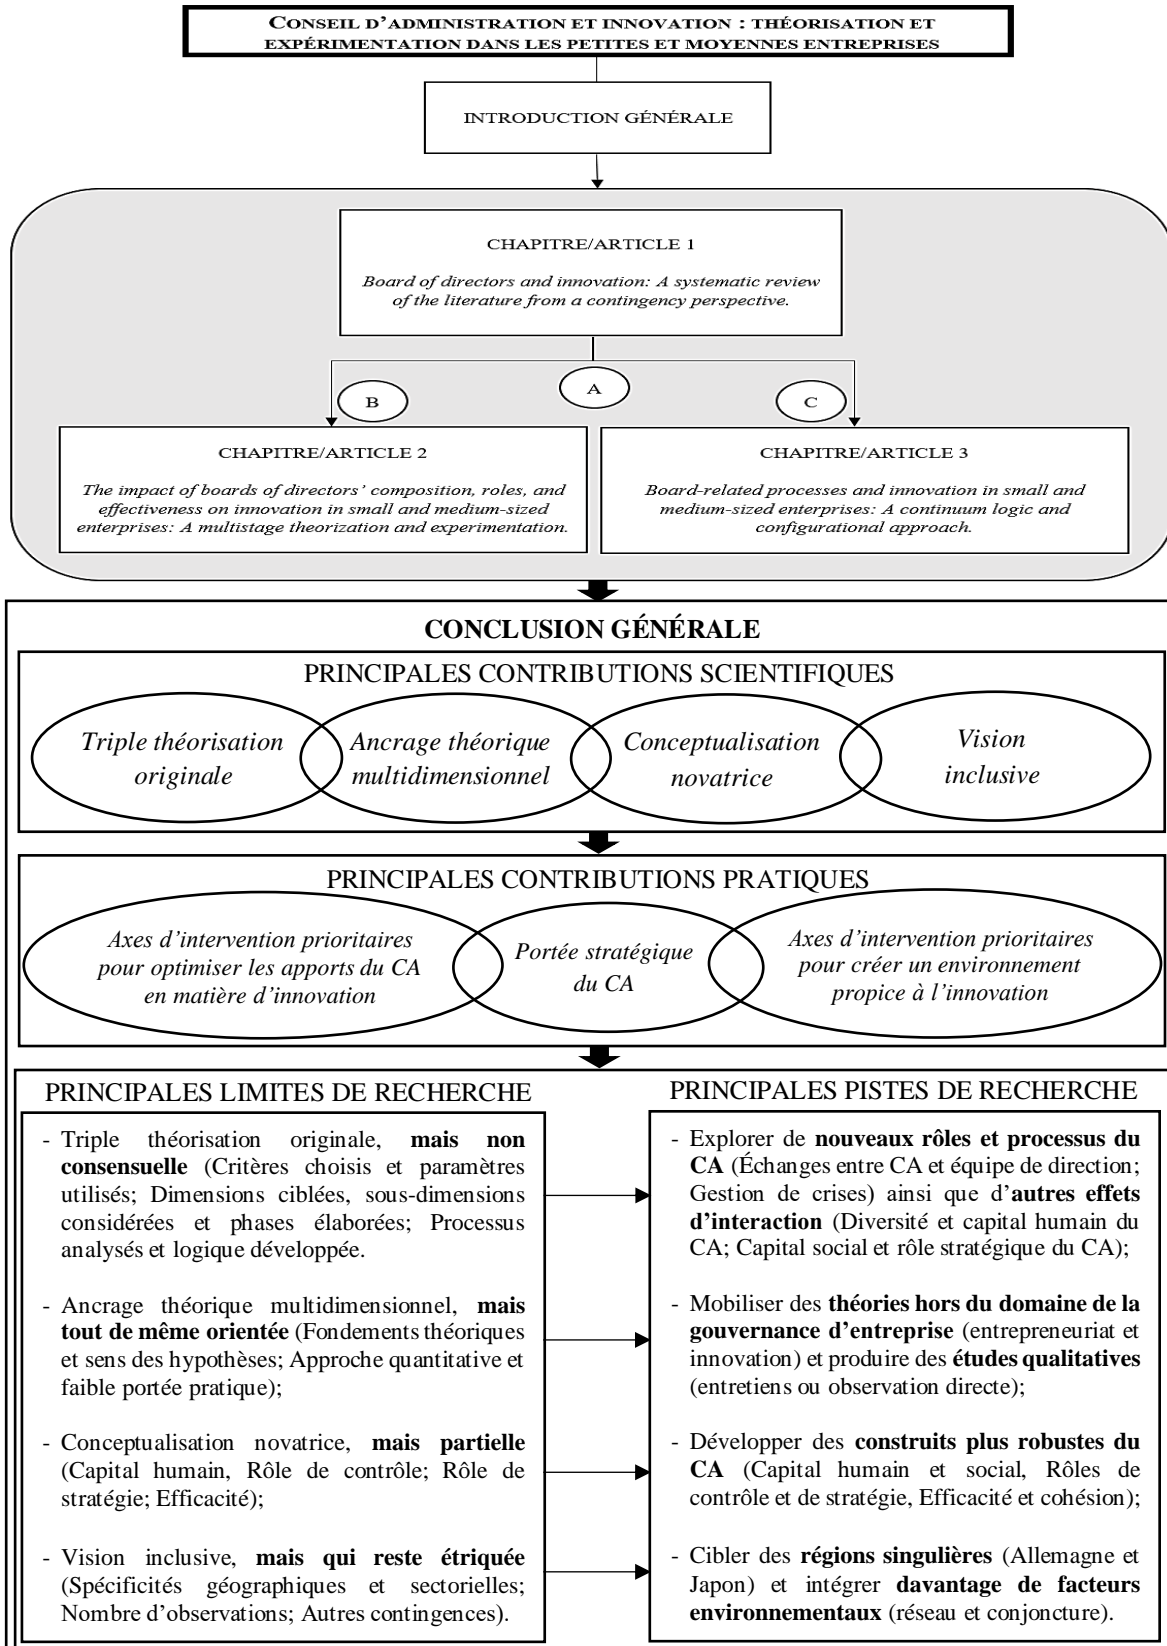 CONSEIL D'ADMINISTRATION ET INNOVATION : THÉORISATION ET
EXPÉRIMENTATION DANS LES PETITES ET MOYENNES ENTREPRISES
INTRODUCTION GÉNÉRALE
CHAPITRE/ARTICLE 1
Board of directors and innovation: A systematic review
of the literature from a contingency perspective.
B
A
C
CHAPITRE/ARTICLE 2
The impact of boards of directors' composition, roles, and
effectiveness on innovation in small and medium-sized
enterprises: A multistage theorization and experimentation.
CHAPITRE/ARTICLE 3
Board-related processes and innovation in small and
medium-sized enterprises: A continuum logic and
configurational approach.
CONCLUSION GÉNÉRALE
PRINCIPALES CONTRIBUTIONS SCIENTIFIQUES
Triple théorisation
originale
Ancrage théorique
multidimensionnel
Conceptualisation
novatrice
Vision
inclusive
PRINCIPALES CONTRIBUTIONS PRATIQUES
Axes d'intervention prioritaires
pour optimiser les apports du CA
en matière d'innovation
Portée stratégique
du CA
Axes d'intervention prioritaires
pour créer un environnement
propice à l'innovation
PRINCIPALES LIMITES DE RECHERCHE
- Triple théorisation originale, mais non
consensuelle (Critères choisis et paramètres
utilisés; Dimensions ciblées, sous-dimensions
considérées et phases élaborées; Processus
analysés et logique développée.
- Ancrage théorique multidimensionnel, mais
tout de même orientée (Fondements théoriques
et sens des hypothèses; Approche quantitative et
faible portée pratique);
- Conceptualisation novatrice, mais partielle
(Capital humain, Rôle de contrôle; Rôle de
stratégie; Efficacité);
- Vision inclusive, mais qui reste étriquée
(Spécificités géographiques et sectorielles;
Nombre d'observations; Autres contingences).
PRINCIPALES PISTES DE RECHERCHE
- Explorer de nouveaux rôles et processus du
CA (Échanges entre CA et équipe de direction;
Gestion de crises) ainsi que d'autres effets
d'interaction (Diversité et capital humain du
CA; Capital social et rôle stratégique du CA);
- Mobiliser des théories hors du domaine de la
gouvernance d'entreprise (entrepreneuriat et
innovation) et produire des études qualitatives
(entretiens ou observation directe);
- Développer des construits plus robustes du
CA (Capital humain et social, Rôles de
contrôle et de stratégie, Efficacité et cohésion);
- Cibler des régions singulières (Allemagne et
Japon) et intégrer davantage de facteurs
environnementaux (réseau et conjoncture).